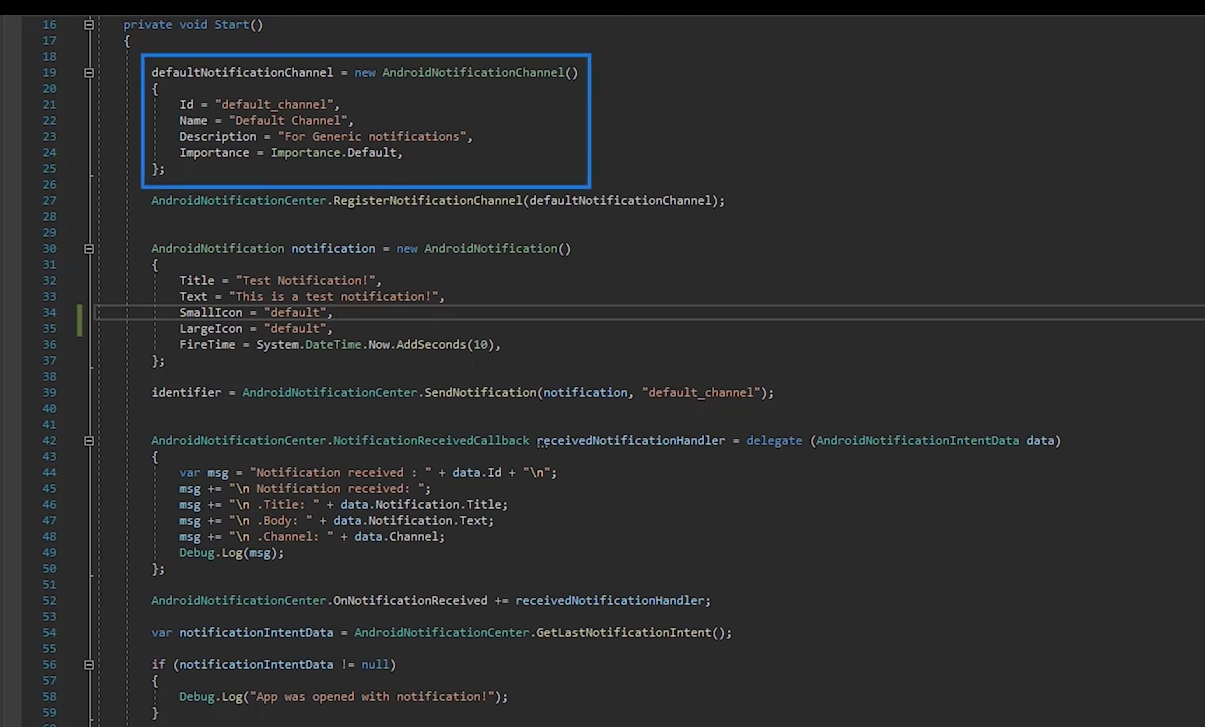 16 private void Start()
17 {
18
19 defaultNotificationChannel = new AndroidNotificationChannel()
20 {
21 Id = "default_channel",
22 Name = "Default Channel",
23 Description = "For Generic notifications",
24 Importance = Importance.Default,
25 };
26
27 AndroidNotificationCenter.RegisterNotificationChannel(defaultNotificationChannel);
28
29
30 AndroidNotification notification = new AndroidNotification()
31 {
32 Title = "Test Notification!",
33 Text = "This is a test notification!",
34 SmallIcon = "default",
35 LargeIcon = "default",
36 FireTime = System.DateTime.Now.AddSeconds(10),
37 };
38
39 identifier = AndroidNotificationCenter.SendNotification(notification, "default_channel");
40
41
42 AndroidNotificationCenter.NotificationReceivedCallback receivedNotificationHandler = delegate (AndroidNotificationIntentData data)
43 {
44 var msg = "Notification received : " + data.Id + "\n";
45 msg += "\n Notification received: ";
46 msg += "\n .Title: " + data.Notification.Title;
47 msg += "\n .Body: " + data.Notification.Text;
48 msg += "\n .Channel: " + data.Channel;
49 Debug.Log(msg);
50 };
51
52 AndroidNotificationCenter.OnNotificationReceived += receivedNotificationHandler;
53
54 var notificationIntentData = AndroidNotificationCenter.GetLastNotificationIntent();
55
56 if (notificationIntentData != null)
57 {
58 Debug.Log("App was opened with notification!");
59 }